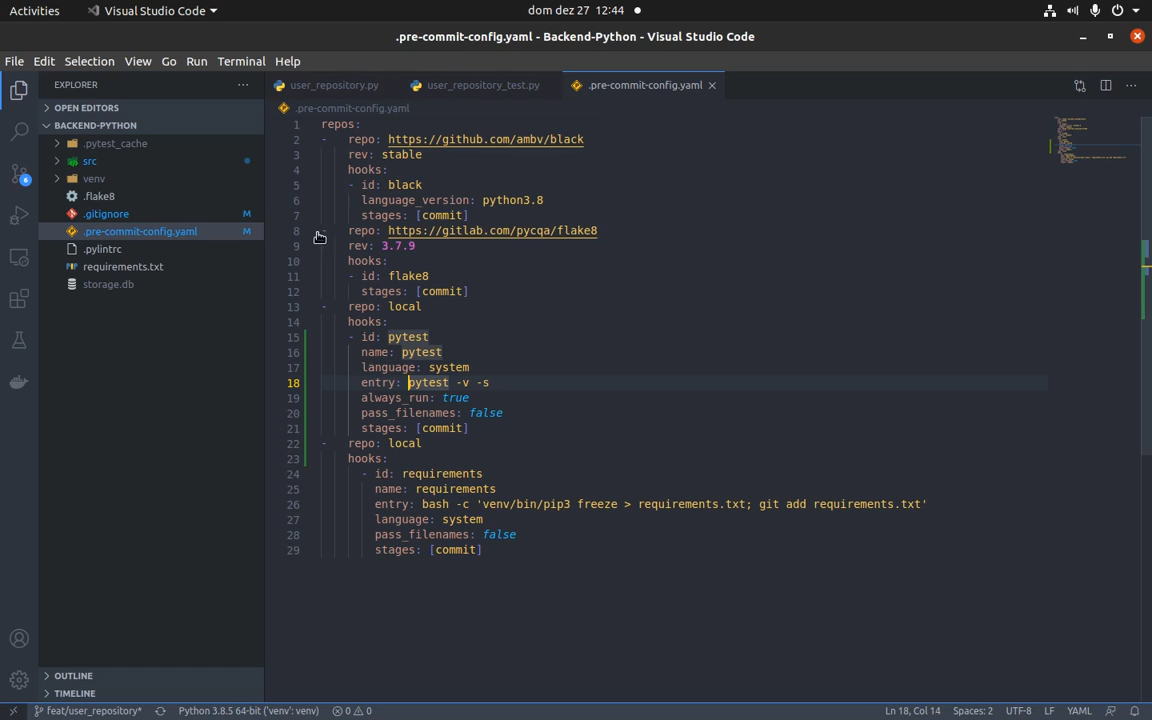 Activities
Visual Studio Code
dom dez 27 12:44
.pre-commit-config.yaml - Backend-Python - Visual Studio Code
File Edit Selection View Go Run Terminal Help
EXPLORER
user_repository.py
user_repository_test.py
.pre-commit-config.yaml
OPEN EDITORS
BACKEND-PYTHON
.pytest_cache
src
venv
.flake8
.gitignore M
.pre-commit-config.yaml M
.pylintrc
requirements.txt
storage.db
OUTLINE
TIMELINE
6
.pre-commit-config.yaml
1 repos:
2 - repo: https://github.com/ambv/black
3 rev: stable
4 hooks:
5 - id: black
6 language_version: python3.8
7 stages: [commit]
8 - repo: https://gitlab.com/pycqa/flake8
9 rev: 3.7.9
10 hooks:
11 - id: flake8
12 stages: [commit]
13 - repo: local
14 hooks:
15 - id: pytest
16 name: pytest
17 language: system
18 entry: pytest -v -s
19 always_run: true
20 pass_filenames: false
21 stages: [commit]
22 - repo: local
23 hooks:
24 - id: requirements
25 name: requirements
26 entry: bash -c 'venv/bin/pip3 freeze > requirements.txt; git add requirements.txt'
27 language: system
28 pass_filenames: false
29 stages: [commit]
feat/user_repository* Python 3.8.5 64-bit ('venv': venv) 0 0 Ln 18, Col 14 Spaces: 2 UTF-8 LF YAML